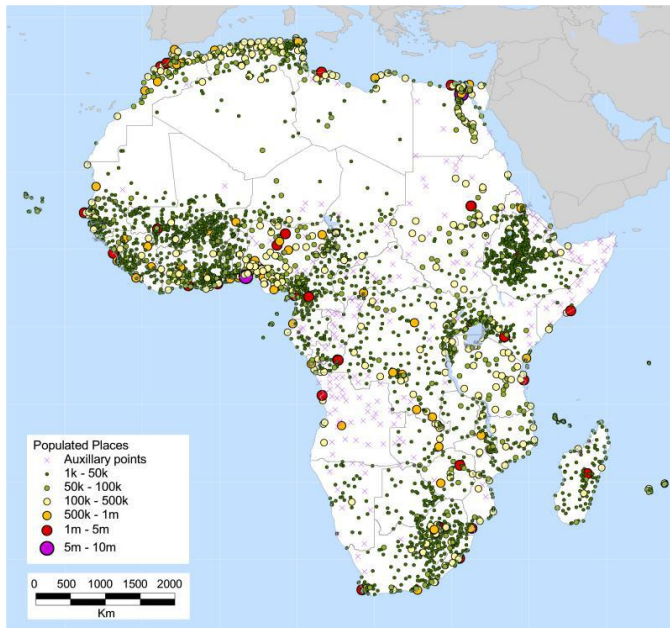 Populated Places
Auxillary points
1k - 50k
50k - 100k
100k - 500k
500k - 1m
1m - 5m
5m - 10m
0 500 1000 1500 2000
Km